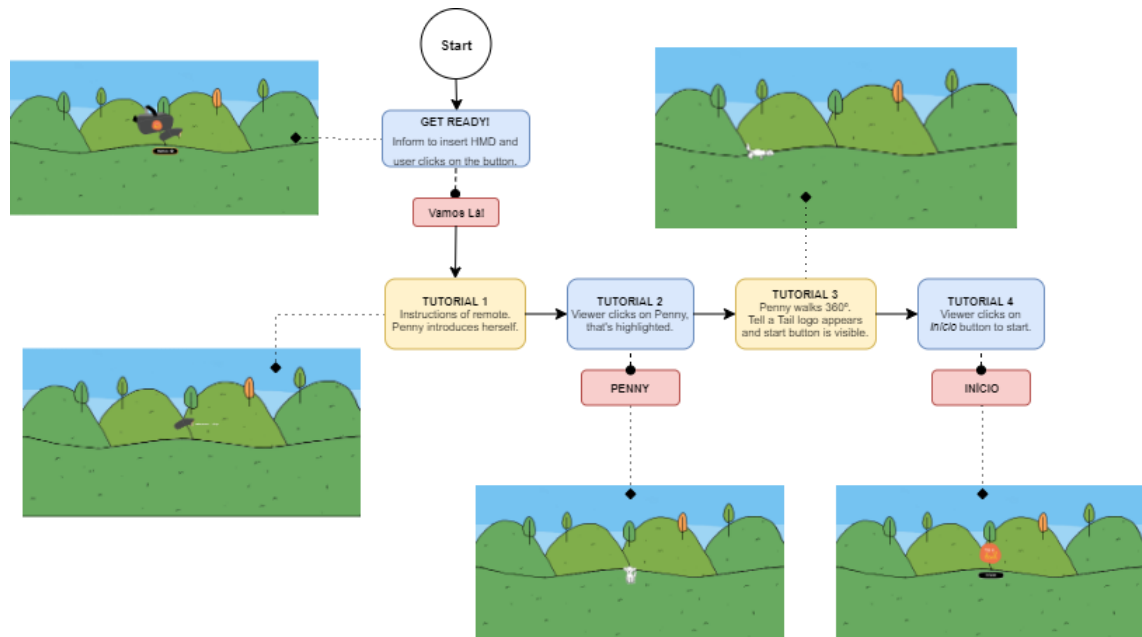 Start
GET READY!
Inform to insert HMD and
user clicks on the button.
Vamos Lá!
TUTORIAL 1
Instructions of remote.
Penny introduces herself.
TUTORIAL 2
Viewer clicks on Penny,
that's highlighted.
TUTORIAL 3
Penny walks 360º.
Tell a Tail logo appears
and start button is visible.
TUTORIAL 4
Viewer clicks on
início button to start.
PENNY
INÍCIO